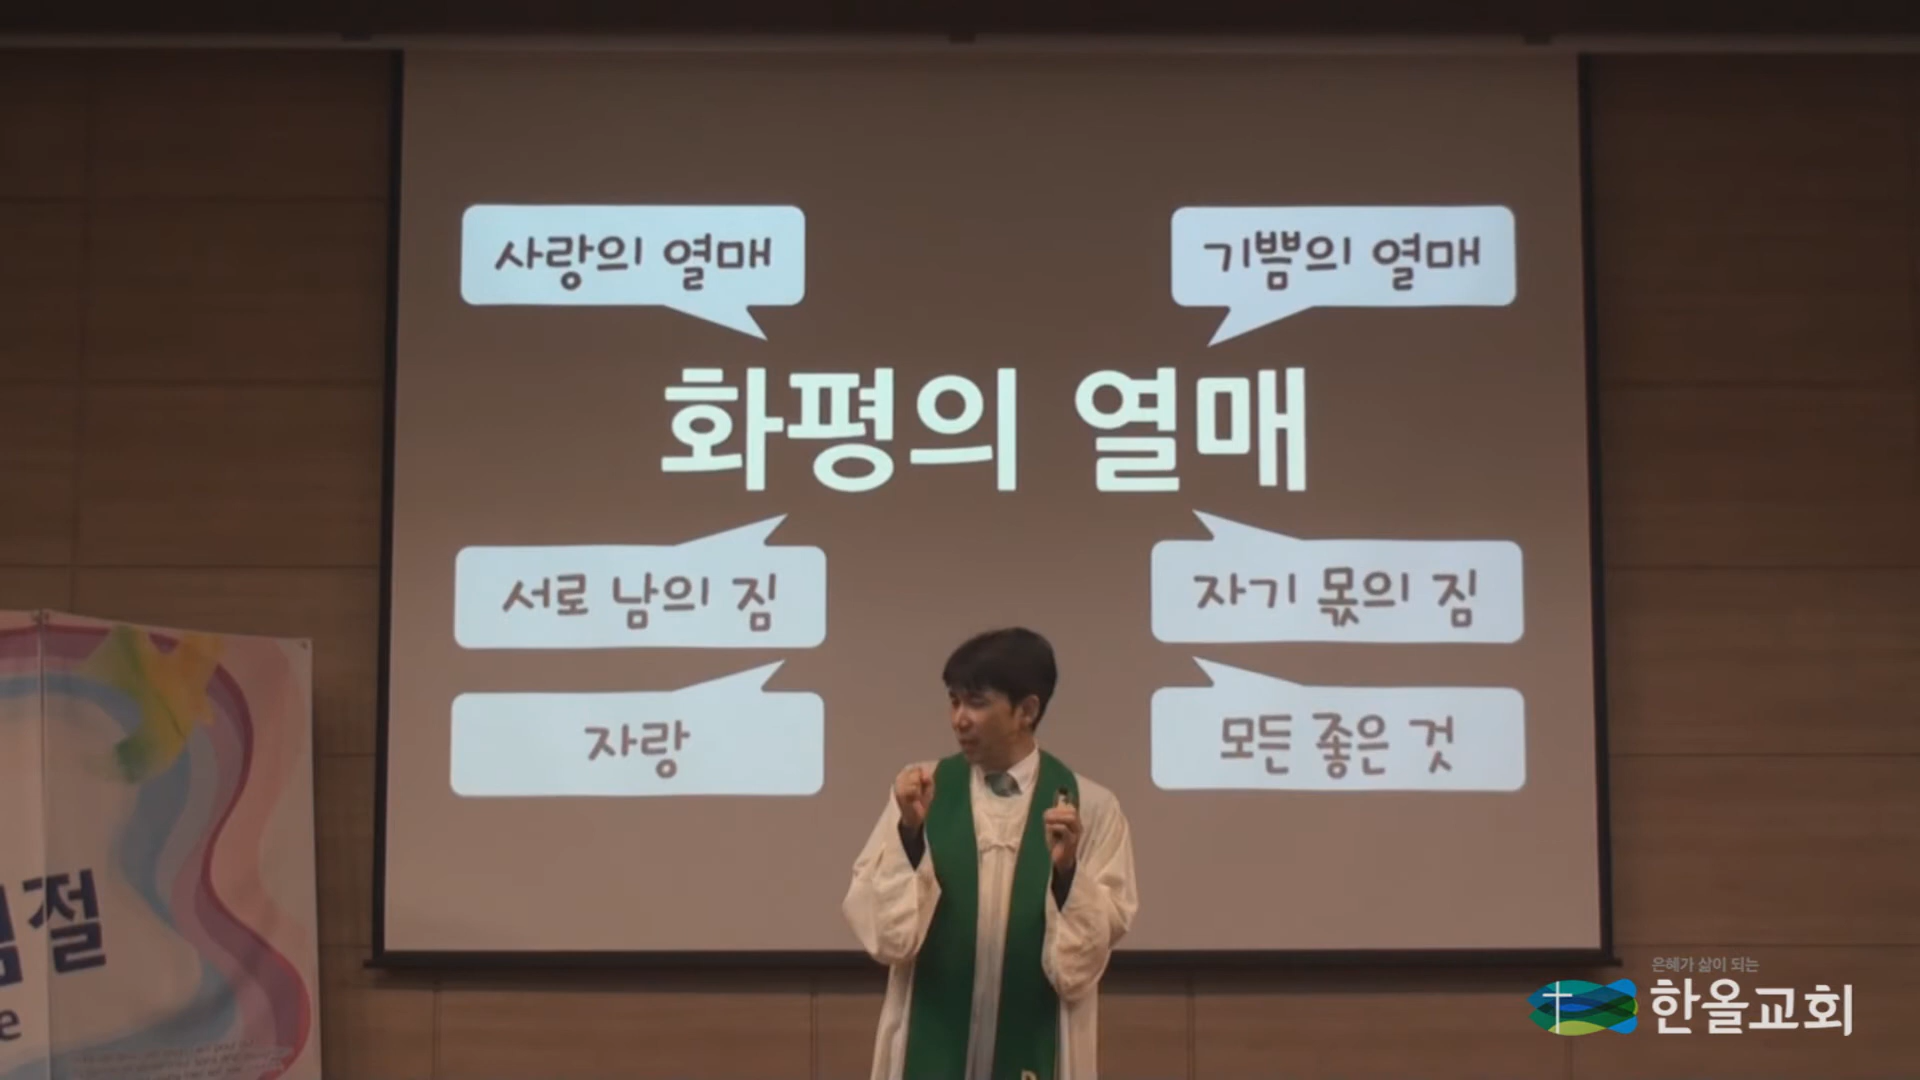 사랑의 열매
기쁨의 열매
화평의 열매
서로 남의 짐
자기 몫의 짐
자랑
모든 좋은 것
절
e
은혜가 삶이 되는
한올교회